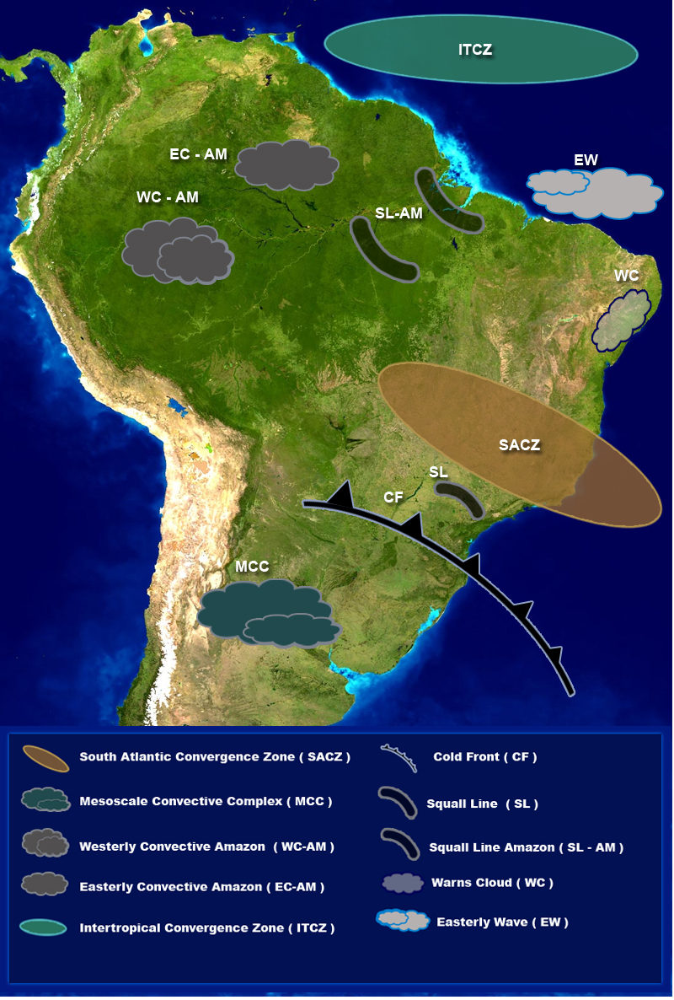 ITCZ
EC - AM
EW
WC - AM
SL-AM
WC
SACZ
SL
CF
MCC
South Atlantic Convergence Zone ( SACZ )
Cold Front ( CF )
Mesoscale Convective Complex ( MCC )
Squall Line ( SL )
Westerly Convective Amazon ( WC-AM )
Squall Line Amazon ( SL - AM )
Easterly Convective Amazon ( EC-AM )
Warns Cloud ( WC )
Intertropical Convergence Zone ( ITCZ )
Easterly Wave ( EW )